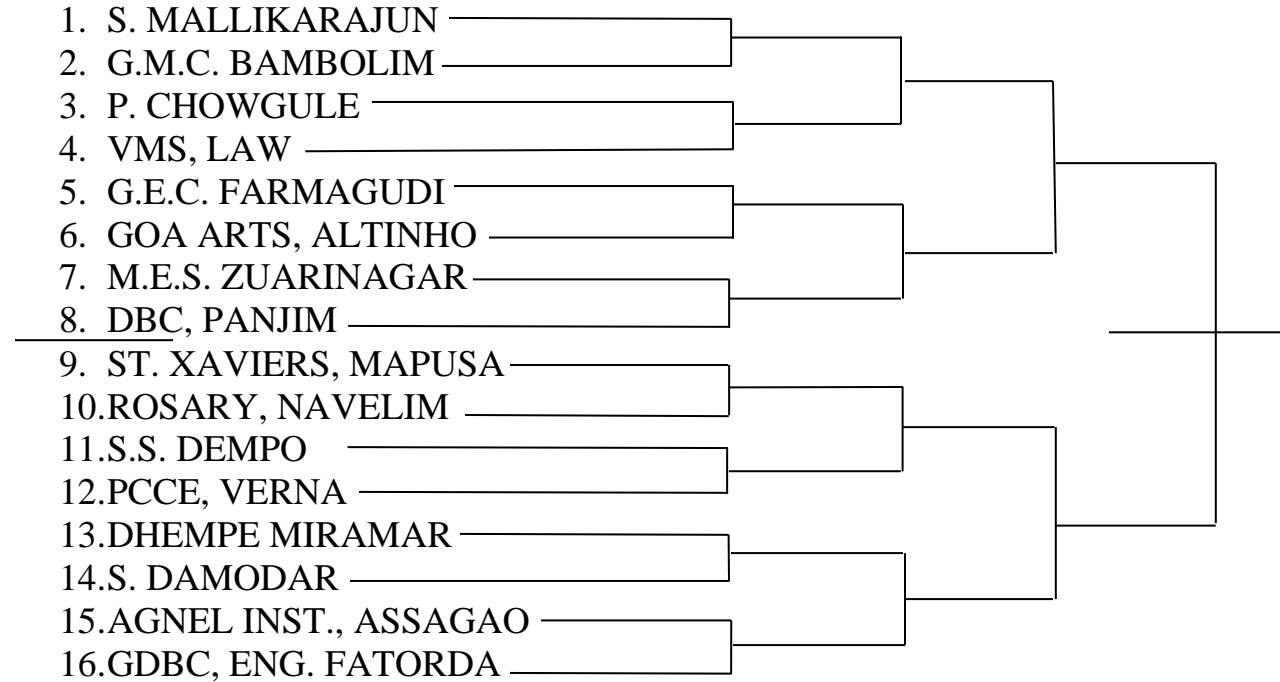 1. S. MALLIKARAJUN
2. G.M.C. BAMBOLIM
3. P. CHOWGULE
4. VMS, LAW
5. G.E.C. FARMAGUDI
6. GOA ARTS, ALTINHO
7. M.E.S. ZUARINAGAR
8. DBC, PANJIM
9. ST. XAVIERS, MAPUSA
10.ROSARY, NAVELIM
11.S.S. DEMPO
12.PCCE, VERNA
13.DHEMPE MIRAMAR
14.S. DAMODAR
15.AGNEL INST., ASSAGAO
16.GDBC, ENG. FATORDA